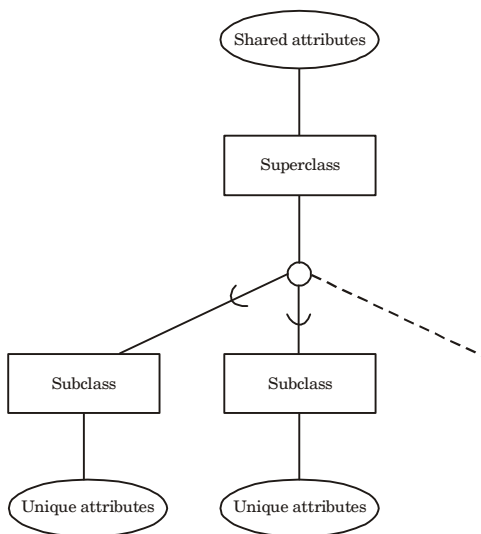 Shared attributes
Superclass
Subclass
Subclass
Unique attributes
Unique attributes